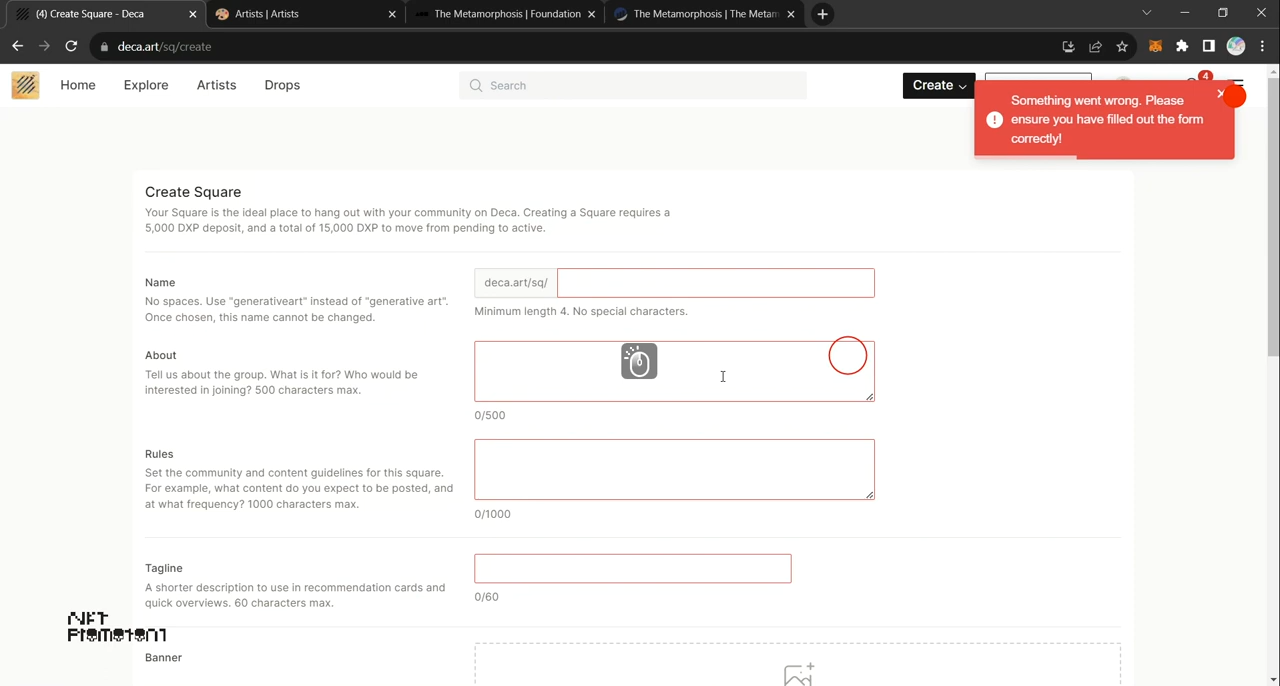 (4) Create Square - Deca
Artists | Artists
The Metamorphosis | Foundation
The Metamorphosis | The Metam
deca.art/sq/create
Home
Explore
Artists
Drops
Search
Create
4
Something went wrong. Please
ensure you have filled out the form
correctly!
Create Square
Your Square is the ideal place to hang out with your community on Deca. Creating a Square requires a
5,000 DXP deposit, and a total of 15,000 DXP to move from pending to active.
Name
No spaces. Use "generativeart" instead of "generative art".
Once chosen, this name cannot be changed.
deca.art/sq/
Minimum length 4. No special characters.
About
Tell us about the group. What is it for? Who would be
interested in joining? 500 characters max.
0/500
Rules
Set the community and content guidelines for this square.
For example, what content do you expect to be posted, and
at what frequency? 1000 characters max.
0/1000
Tagline
A shorter description to use in recommendation cards and
quick overviews. 60 characters max.
0/60
NFT
Banner